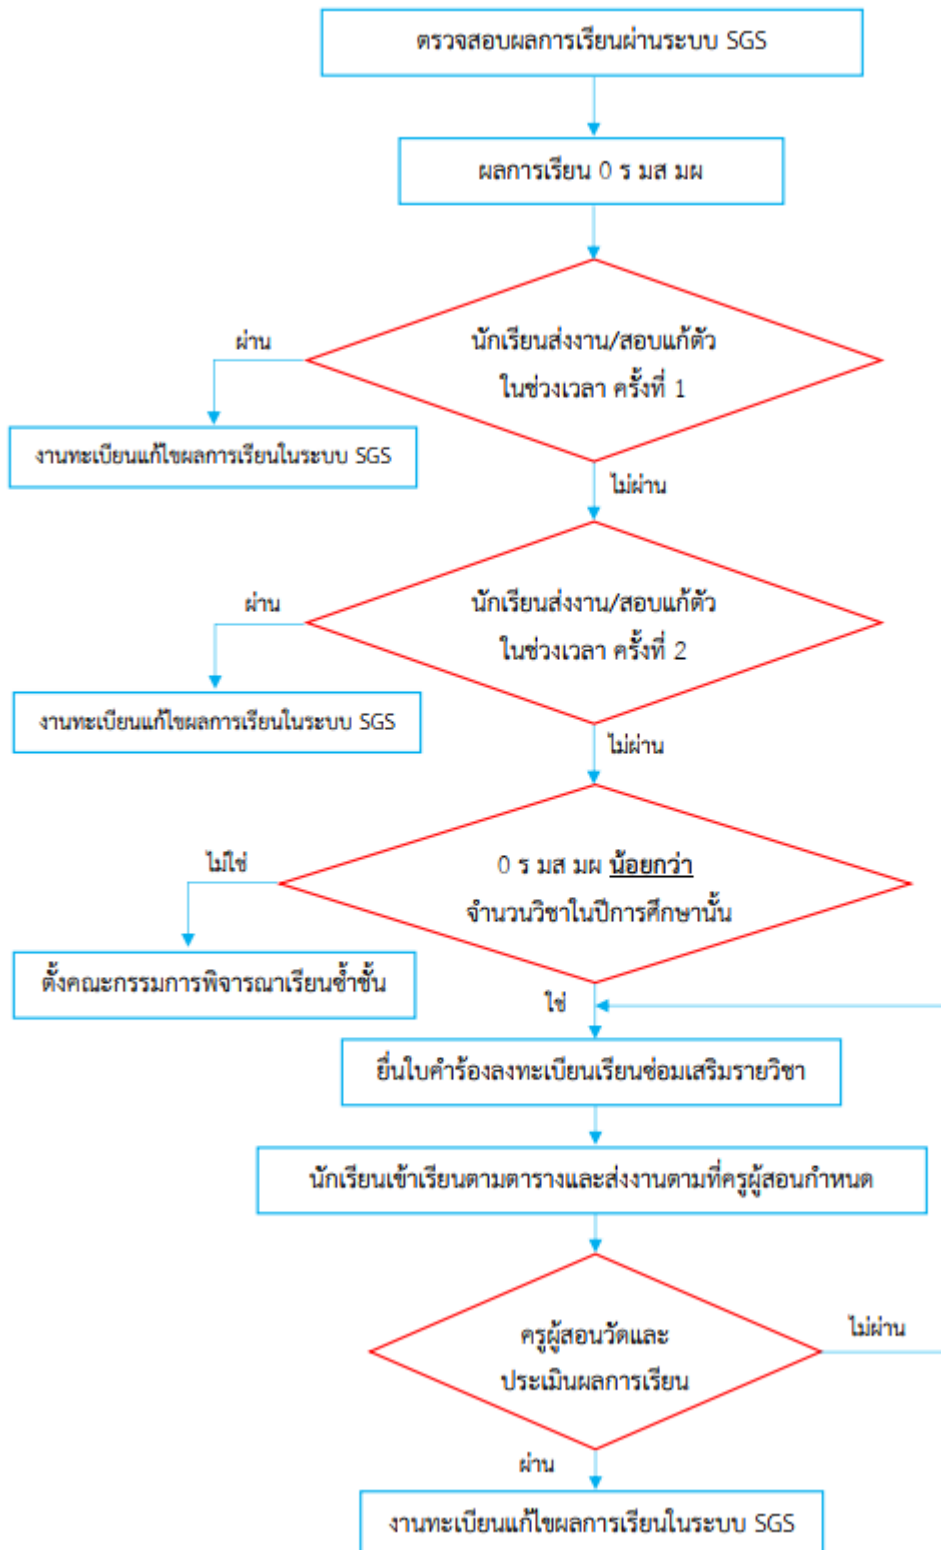 ตรวจสอบผลการเรียนผ่านระบบ SGS
ผลการเรียน 0 ร มส มผ
นักเรียนส่งงาน/สอบแก้ตัว
ในช่วงเวลา ครั้งที่ 1
ผ่าน
งานทะเบียนแก้ไขผลการเรียนในระบบ SGS
ไม่ผ่าน
นักเรียนส่งงาน/สอบแก้ตัว
ในช่วงเวลา ครั้งที่ 2
ผ่าน
งานทะเบียนแก้ไขผลการเรียนในระบบ SGS
ไม่ผ่าน
0 ร มส มผ น้อยกว่า
จำนวนวิชาในปีการศึกษานั้น
ไม่ใช่
ตั้งคณะกรรมการพิจารณาเรียนซ้ำชั้น
ใช่
ยื่นใบคำร้องลงทะเบียนเรียนซ่อมเสริมรายวิชา
นักเรียนเข้าเรียนตามตารางและส่งงานตามที่ครูผู้สอนกำหนด
ครูผู้สอนวัดและ
ประเมินผลการเรียน
ไม่ผ่าน
ผ่าน
งานทะเบียนแก้ไขผลการเรียนในระบบ SGS